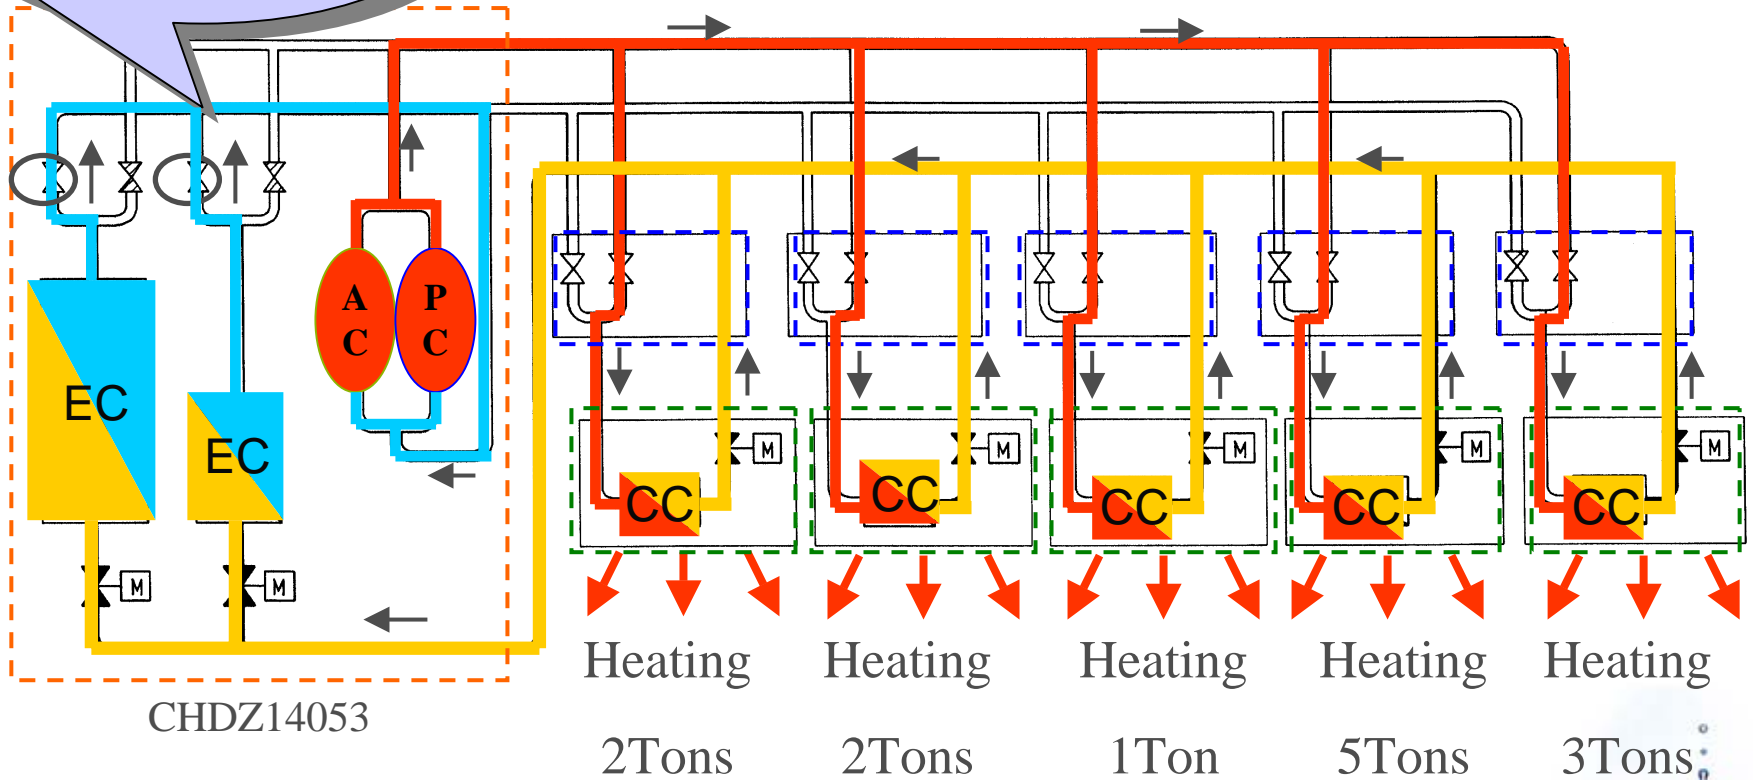 A P
C C
EC
EC
M
M
M
M
M
M
M
CC
CC
CC
CC
CC
Heating Heating Heating Heating Heating
CHDZ14053
2Tons 2Tons 1Ton 5Tons 3Tons